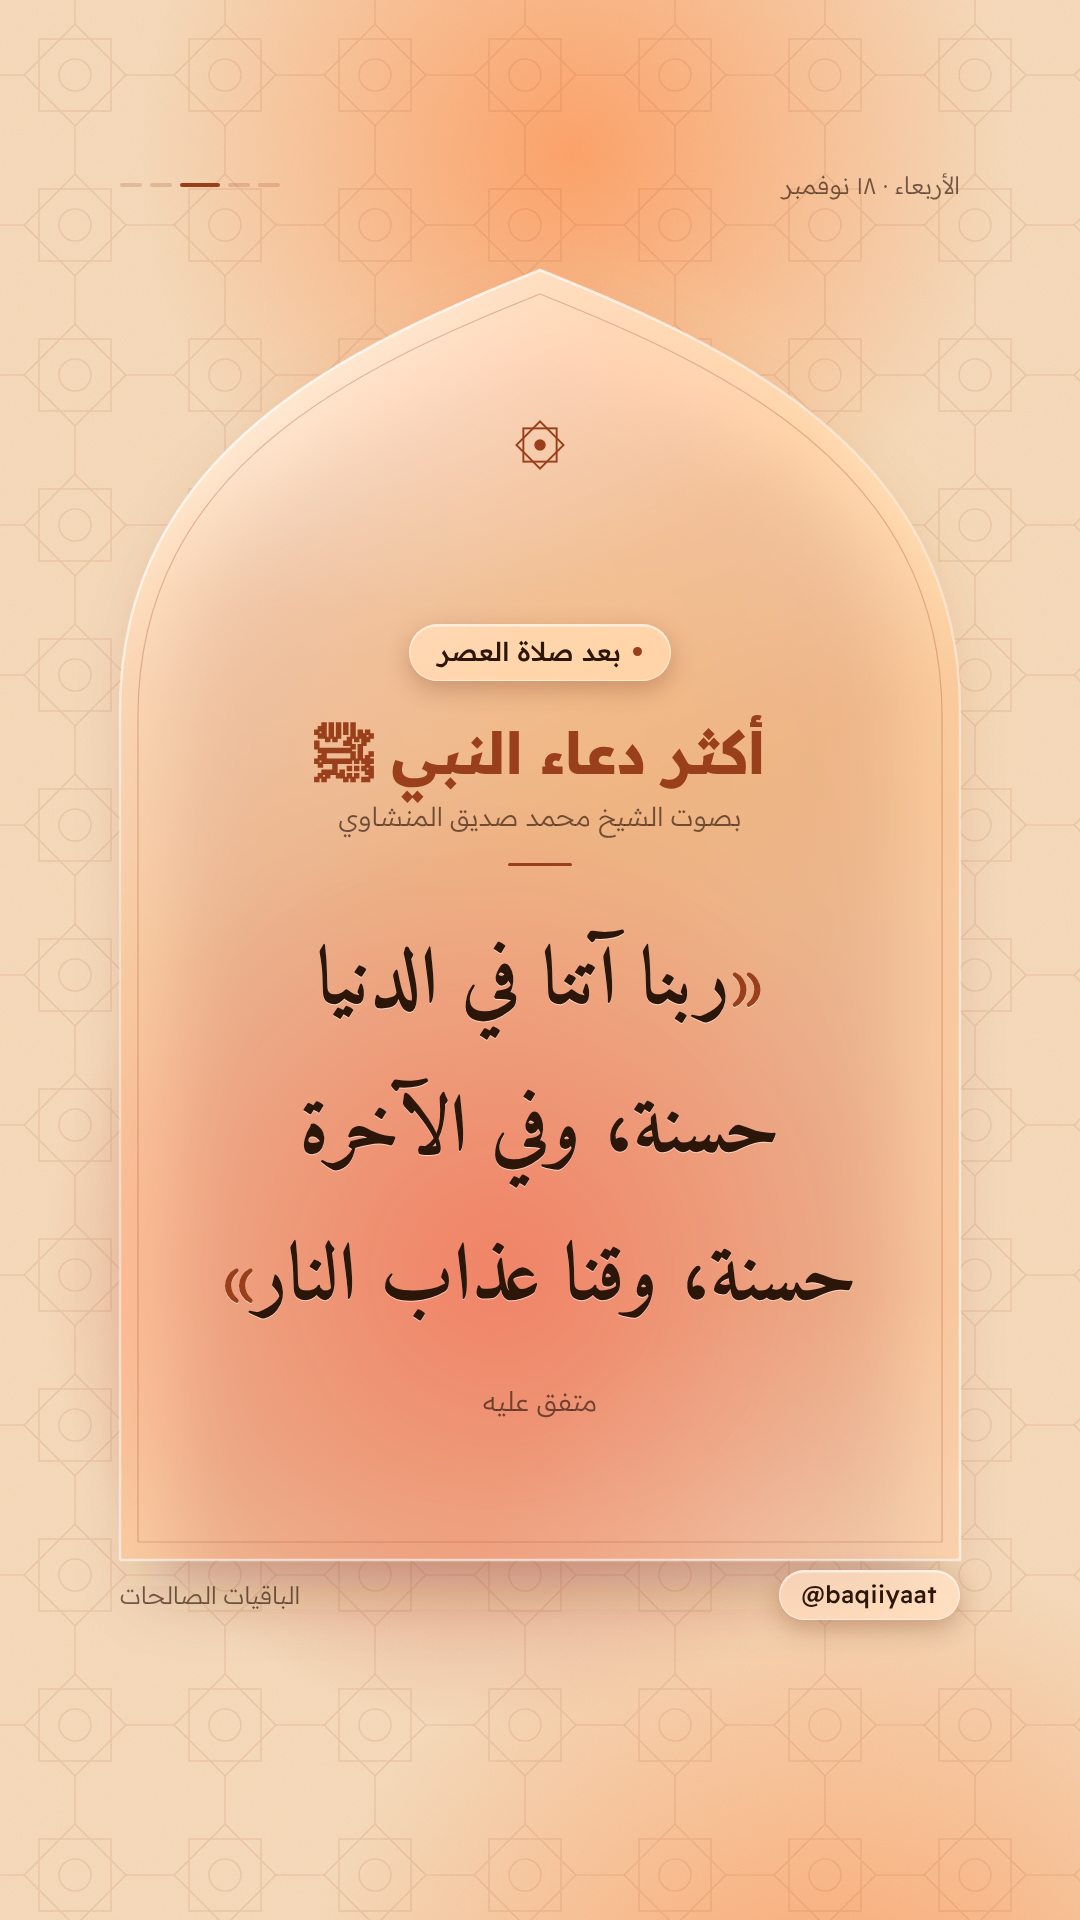 الأربعاء · ١٨ نوفمبر
بعد صلاة العصر
أكثر دعاء النبي ﷺ
بصوت الشيخ محمد صديق المنشاوي
«ربنا آتنا في الدنيا
حسنة، وفي الآخرة
حسنة، وقنا عذاب النار»
متفق عليه
@baqiiyaat
الباقيات الصالحات